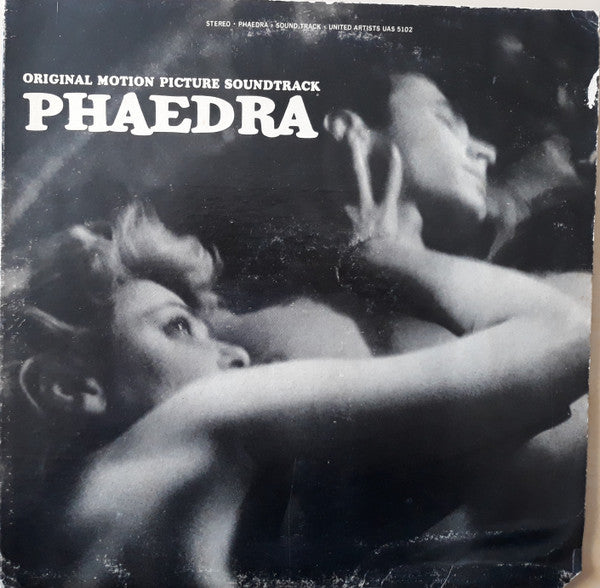 STEREO • PHAEDRA • SOUND TRACK • UNITED ARTISTS UAS 5102
ORIGINAL MOTION PICTURE SOUNDTRACK
PHAEDRA